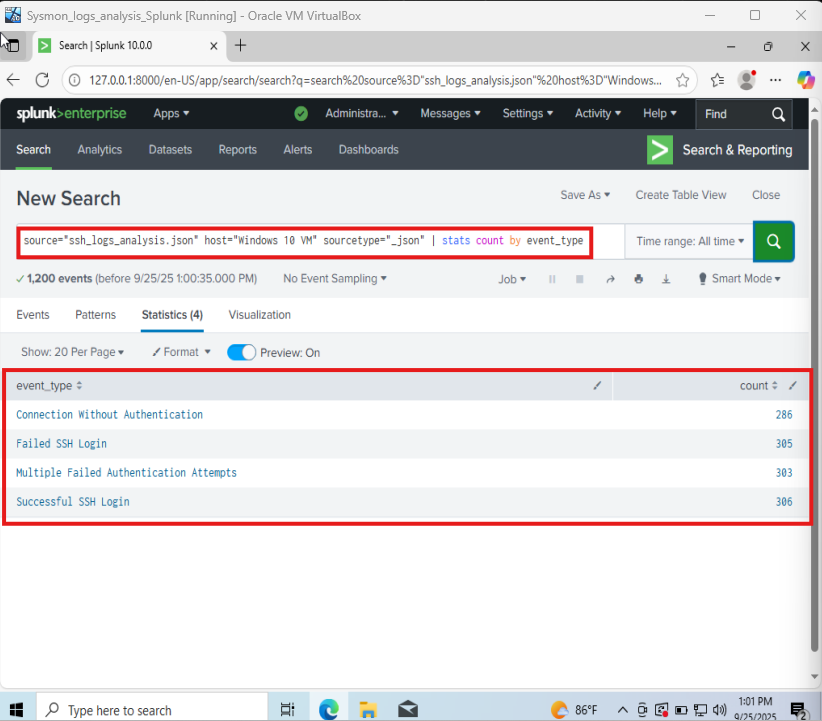 Sysmon_logs_analysis_Splunk [Running] - Oracle VM VirtualBox
Search | Splunk 10.0.0
127.0.0.1:8000/en-US/app/search/search?q=search%20source%3D"ssh_logs_analysis.json"%20host%3D"Windows...
splunk>enterprise Apps Administra... Messages Settings Activity Help Find
Search Analytics Datasets Reports Alerts Dashboards Search & Reporting
New Search Save As Create Table View Close
source="ssh_logs_analysis.json" host="Windows 10 VM" sourcetype="_json" | stats count by event_type Time range: All time
1,200 events (before 9/25/25 1:00:35.000 PM) No Event Sampling Job Smart Mode
Events Patterns Statistics (4) Visualization
Show: 20 Per Page Format Preview: On
event_type count
Connection Without Authentication 286
Failed SSH Login 305
Multiple Failed Authentication Attempts 303
Successful SSH Login 306
Type here to search 86°F 1:01 PM
9/25/2025 2